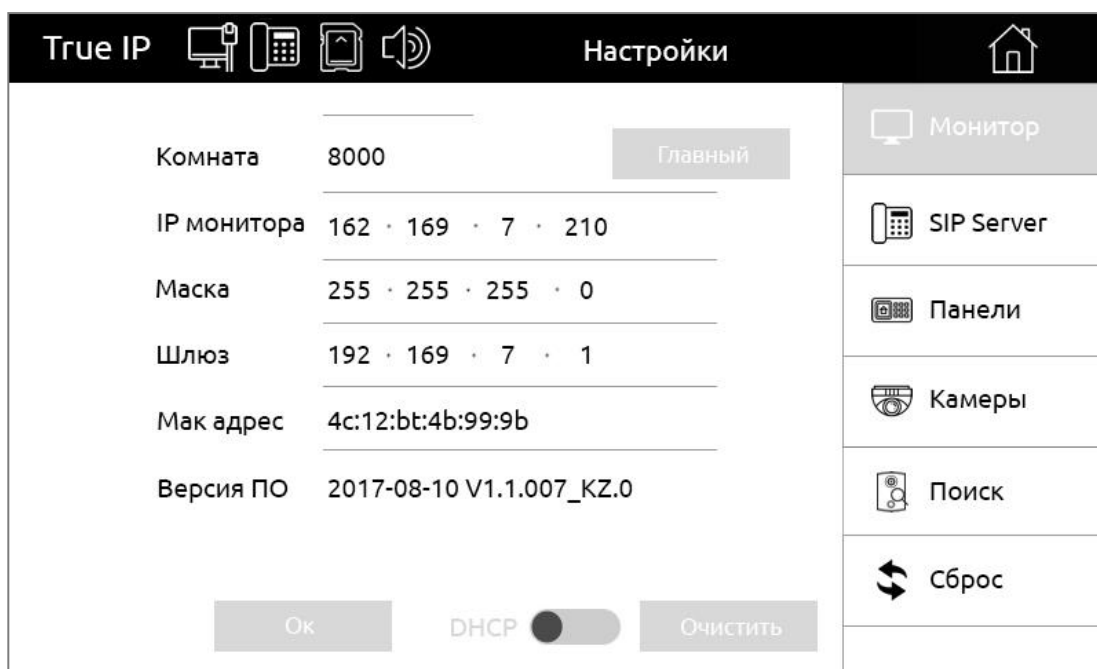 True IP Настройки
Монитор
Комната 8000 Главный
IP монитора 162 · 169 · 7 · 210
SIP Server
Маска 255 · 255 · 255 · 0
Панели
Шлюз 192 · 169 · 7 · 1
Камеры
Мак адрес 4c:12:bt:4b:99:9b
Версия ПО 2017-08-10 V1.1.007_KZ.0
Поиск
Сброс
Ок DHCP Очистить